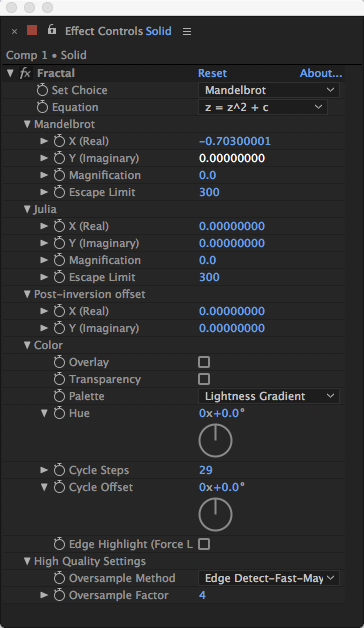 × Effect Controls Solid ≡
Comp 1 • Solid
fx Fractal Reset About...
Set Choice Mandelbrot
Equation z = z^2 + c
Mandelbrot
X (Real) -0.70300001
Y (Imaginary) 0.00000000
Magnification 0.0
Escape Limit 300
Julia
X (Real) 0.00000000
Y (Imaginary) 0.00000000
Magnification 0.0
Escape Limit 300
Post-inversion offset
X (Real) 0.00000000
Y (Imaginary) 0.00000000
Color
Overlay
Transparency
Palette Lightness Gradient
Hue 0x+0.0°
Cycle Steps 29
Cycle Offset 0x+0.0°
Edge Highlight (Force L
High Quality Settings
Oversample Method Edge Detect-Fast-May
Oversample Factor 4